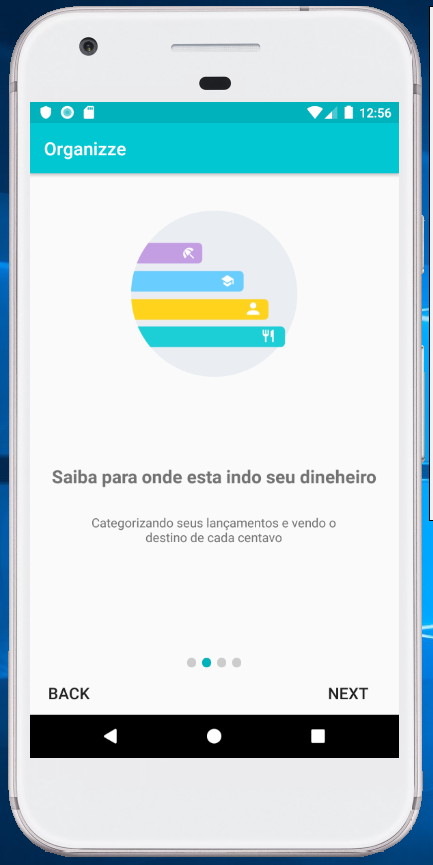 12:56
Organizze
Saiba para onde esta indo seu dineheiro
Categorizando seus lançamentos e vendo o
destino de cada centavo
BACK
NEXT